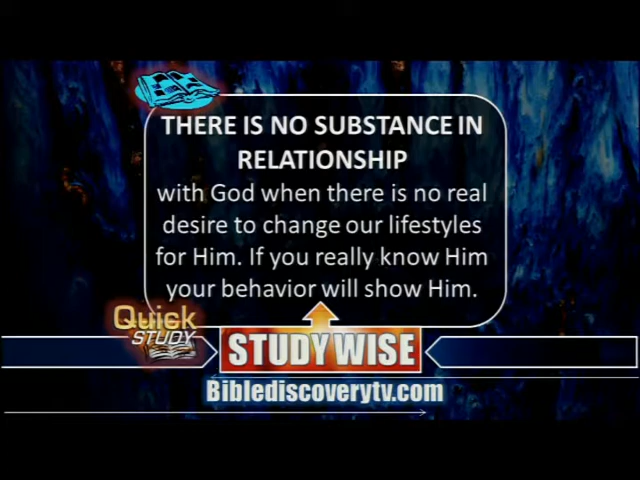 THERE IS NO SUBSTANCE IN
RELATIONSHIP
with God when there is no real
desire to change our lifestyles
for Him. If you really know Him
your behavior will show Him.
Quick
STUDY
STUDY WISE
Biblediscoverytv.com